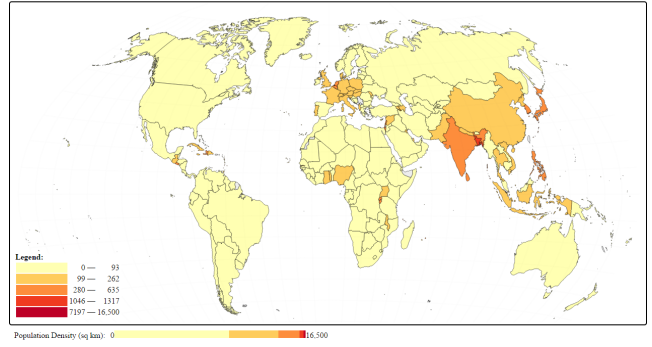 Legend:
0 — 93
99 — 262
280 — 635
1046 — 1317
7197 — 16,500
Population Density (sq km): 0 16,500